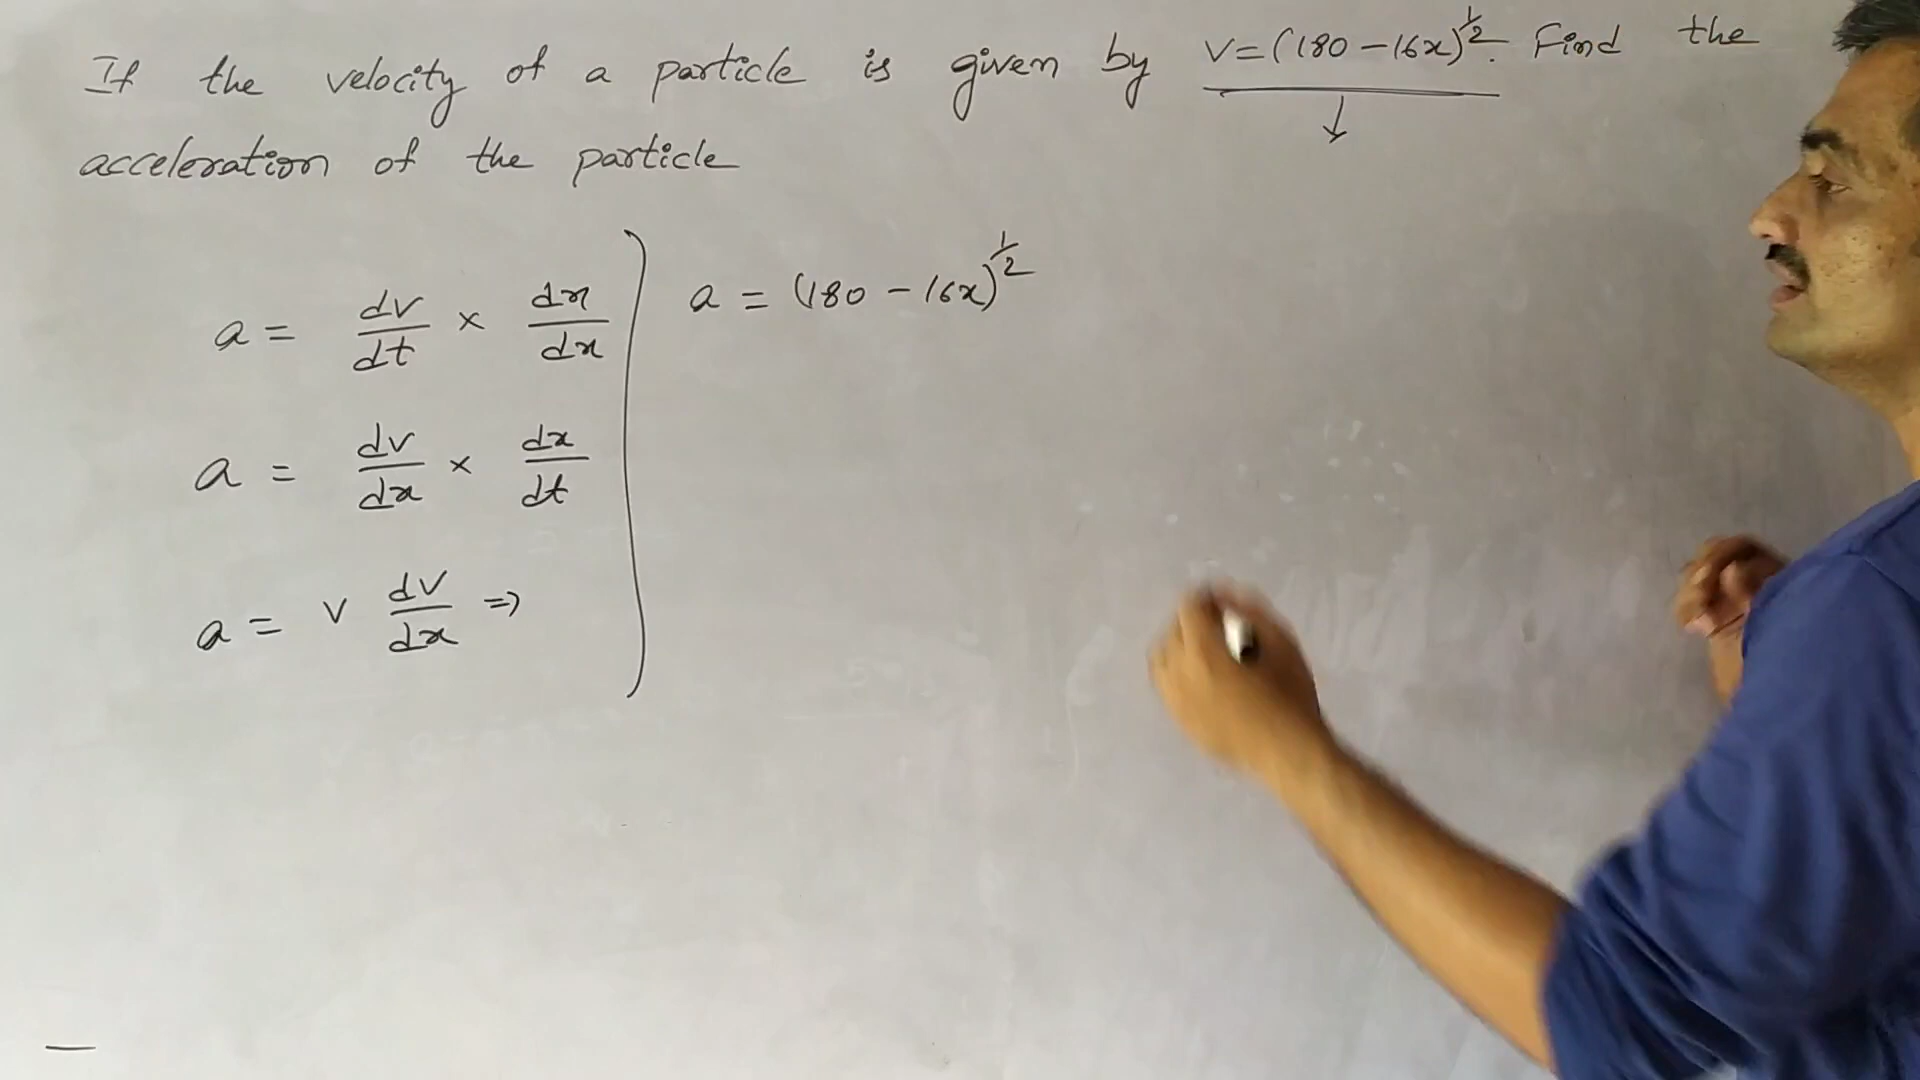 If the velocity of a particle is given by v=(180-16x)^1/2. Find the
acceleration of the particle
a = dv/dt × dx/dx
a = dv/dx × dx/dt
a = v dv/dx ⇒
a = (180-16x)^1/2